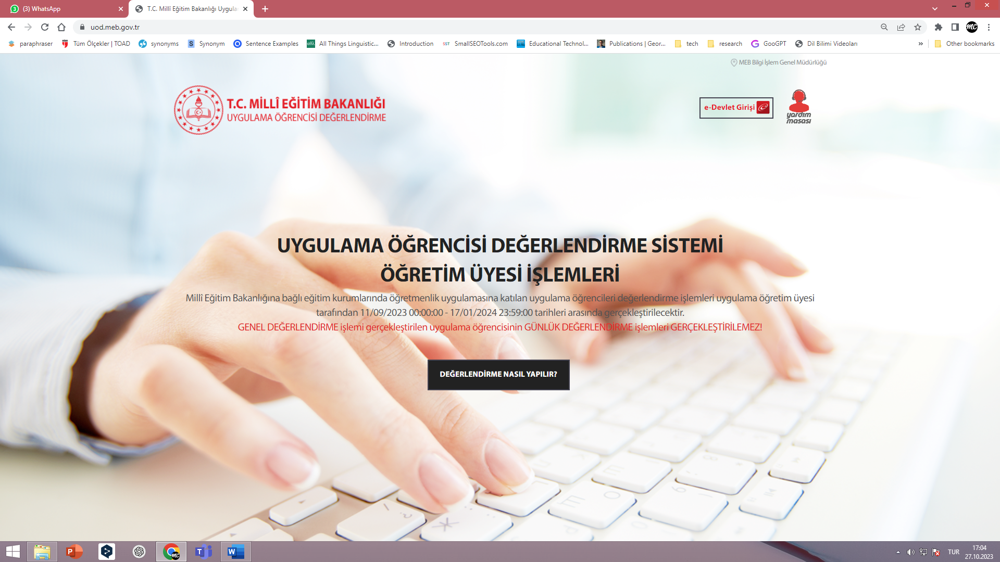 (3) WhatsApp
T.C. Millî Eğitim Bakanlığı Uygula
uod.meb.gov.tr
paraphraser
Tüm Ölçekler | TOAD
synonyms
Synonym
Sentence Examples
All Things Linguistic...
Introduction
SmallSEOTools.com
Educational Technol...
Publications | Geor...
tech
research
GooGPT
Dil Bilimi Videoları
Other bookmarks
MEB Bilgi İşlem Genel Müdürlüğü
T.C. MİLLÎ EĞİTİM BAKANLIĞI
UYGULAMA ÖĞRENCİSİ DEĞERLENDİRME
e-Devlet Girişi
yardım
masası
UYGULAMA ÖĞRENCİSİ DEĞERLENDİRME SİSTEMİ
ÖĞRETİM ÜYESİ İŞLEMLERİ
Millî Eğitim Bakanlığına bağlı eğitim kurumlarında öğretmenlik uygulamasına katılan uygulama öğrencileri değerlendirme işlemleri uygulama öğretim üyesi
tarafından 11/09/2023 00:00:00 - 17/01/2024 23:59:00 tarihleri arasında gerçekleştirilecektir.
GENEL DEĞERLENDİRME işlemi gerçekleştirilen uygulama öğrencisinin GÜNLÜK DEĞERLENDİRME işlemleri GERÇEKLEŞTİRİLEMEZ!
DEĞERLENDİRME NASIL YAPILIR?
TUR
17:04
27.10.2023